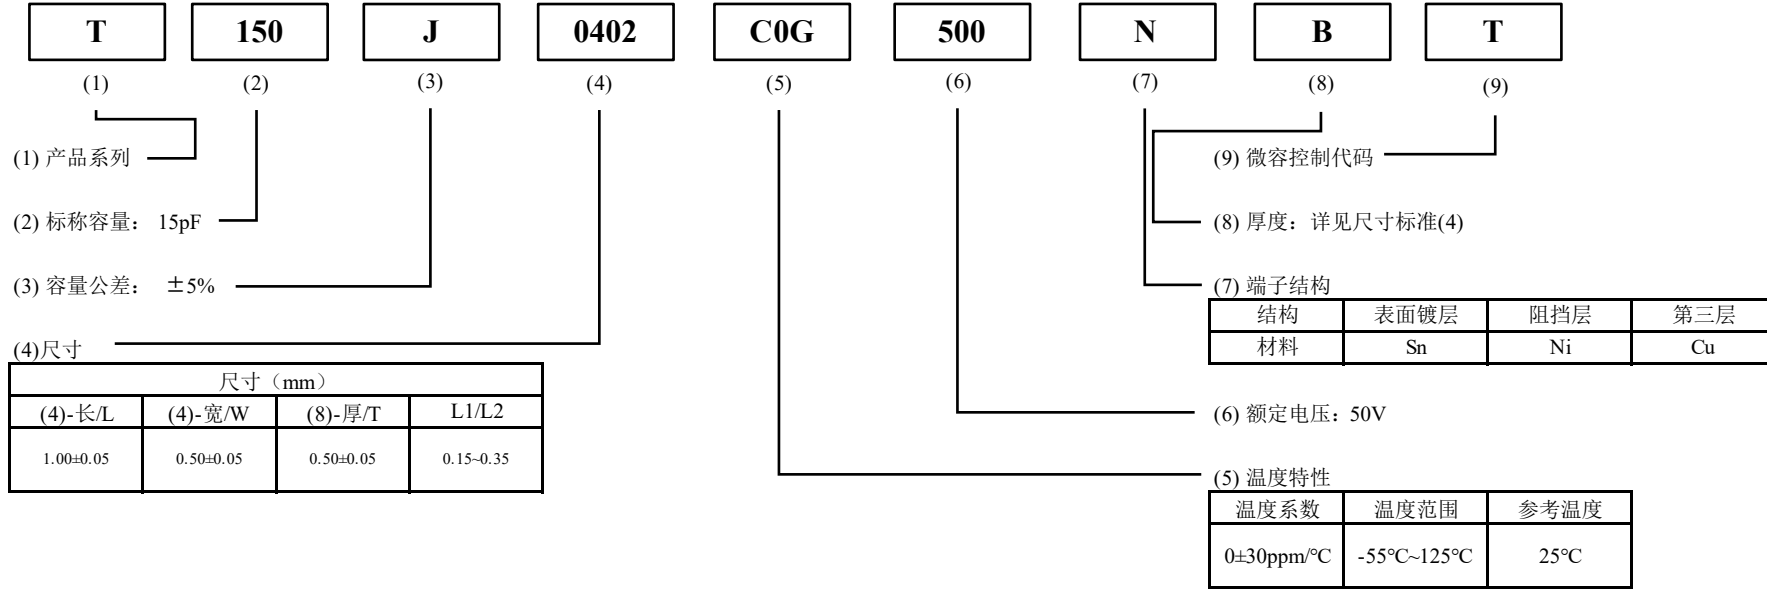 T 150 J 0402 C0G 500 N B T
(1) (2) (3) (4) (5) (6) (7) (8) (9)
(1) 产品系列
(9) 微容控制代码
(2) 标称容量： 15pF
(8) 厚度：详见尺寸标准(4)
(3) 容量公差： ±5%
(7) 端子结构
结构 表面镀层 阻挡层 第三层
材料 Sn Ni Cu
(4)尺寸
尺寸（mm）
(4)-长/L (4)-宽/W (8)-厚/T L1/L2
1.00±0.05 0.50±0.05 0.50±0.05 0.15~0.35
(6) 额定电压：50V
(5) 温度特性
温度系数 温度范围 参考温度
0±30ppm/℃ -55℃~125℃ 25℃